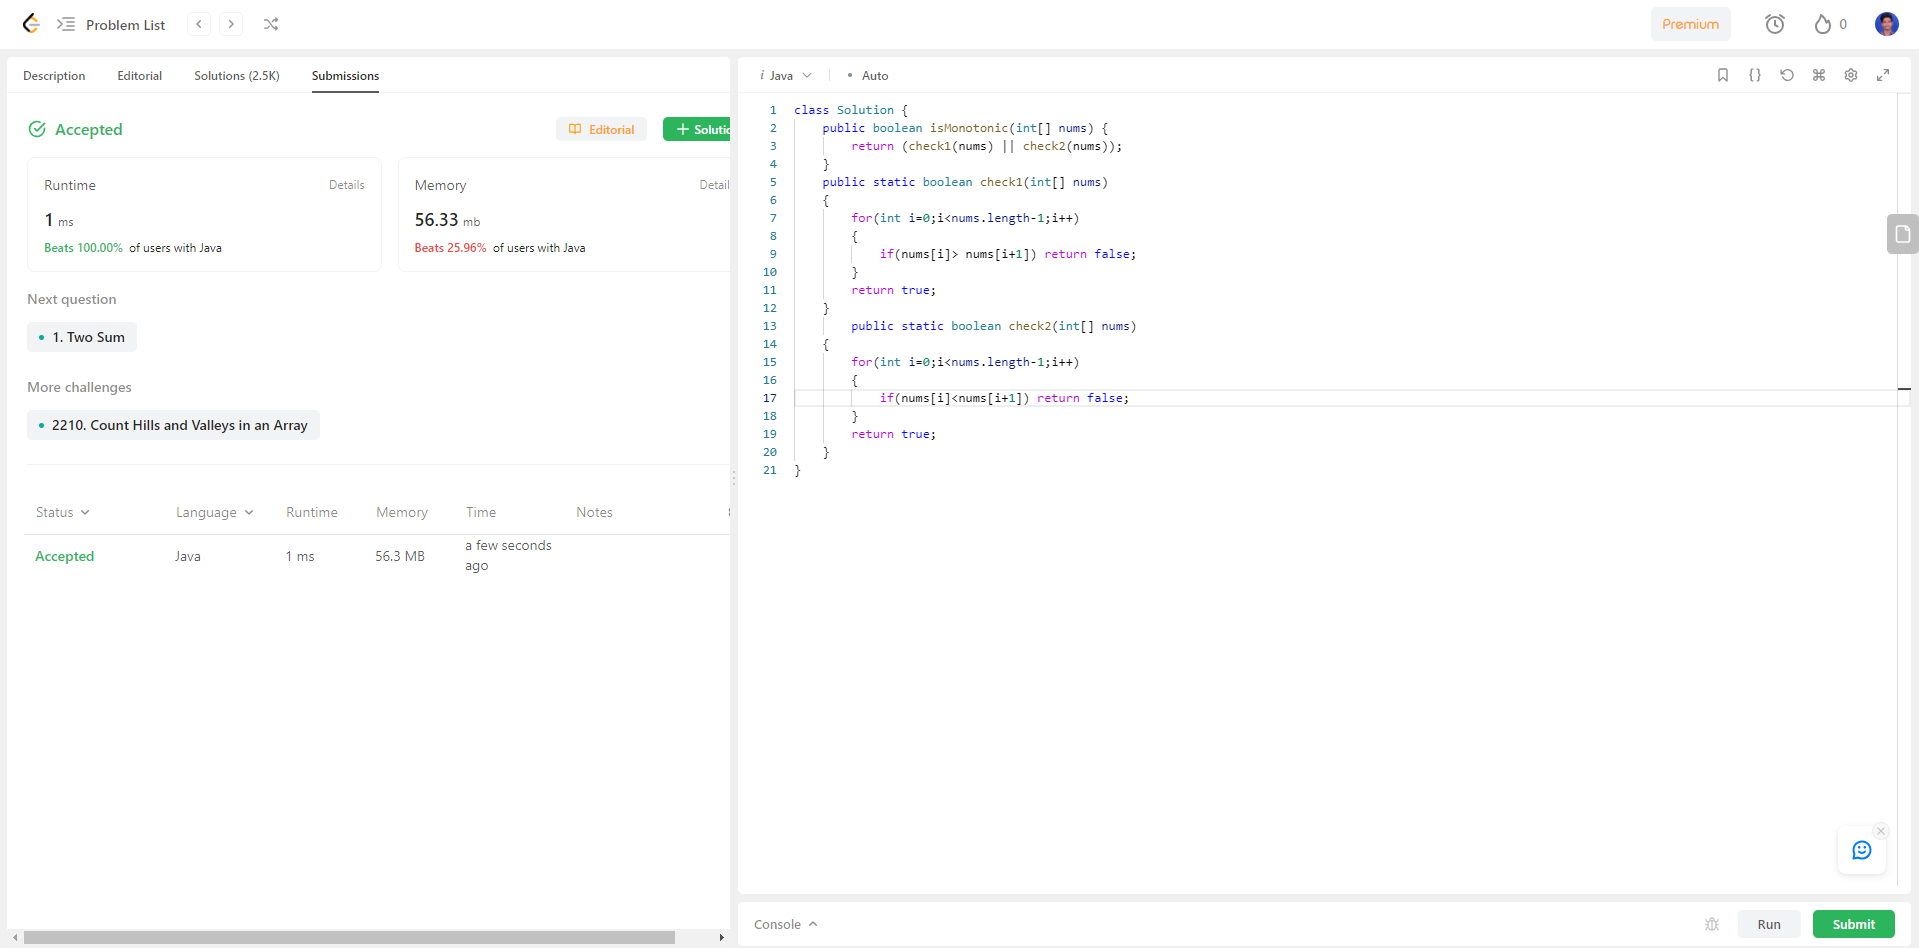 Problem List
Premium
0
Description Editorial Solutions (2.5K) Submissions
Accepted
Editorial
Solutio
Runtime Details
1 ms
Beats 100.00% of users with Java
Memory Detail
56.33 mb
Beats 25.96% of users with Java
Next question
1. Two Sum
More challenges
2210. Count Hills and Valleys in an Array
Status Language Runtime Memory Time Notes
Accepted Java 1 ms 56.3 MB a few seconds
ago
i Java • Auto
1 class Solution {
2     public boolean isMonotonic(int[] nums) {
3         return (check1(nums) || check2(nums));
4     }
5     public static boolean check1(int[] nums)
6     {
7         for(int i=0;i<nums.length-1;i++)
8         {
9             if(nums[i]> nums[i+1]) return false;
10         }
11         return true;
12     }
13         public static boolean check2(int[] nums)
14     {
15         for(int i=0;i<nums.length-1;i++)
16         {
17             if(nums[i]<nums[i+1]) return false;
18         }
19         return true;
20     }
21 }
Console
Run
Submit